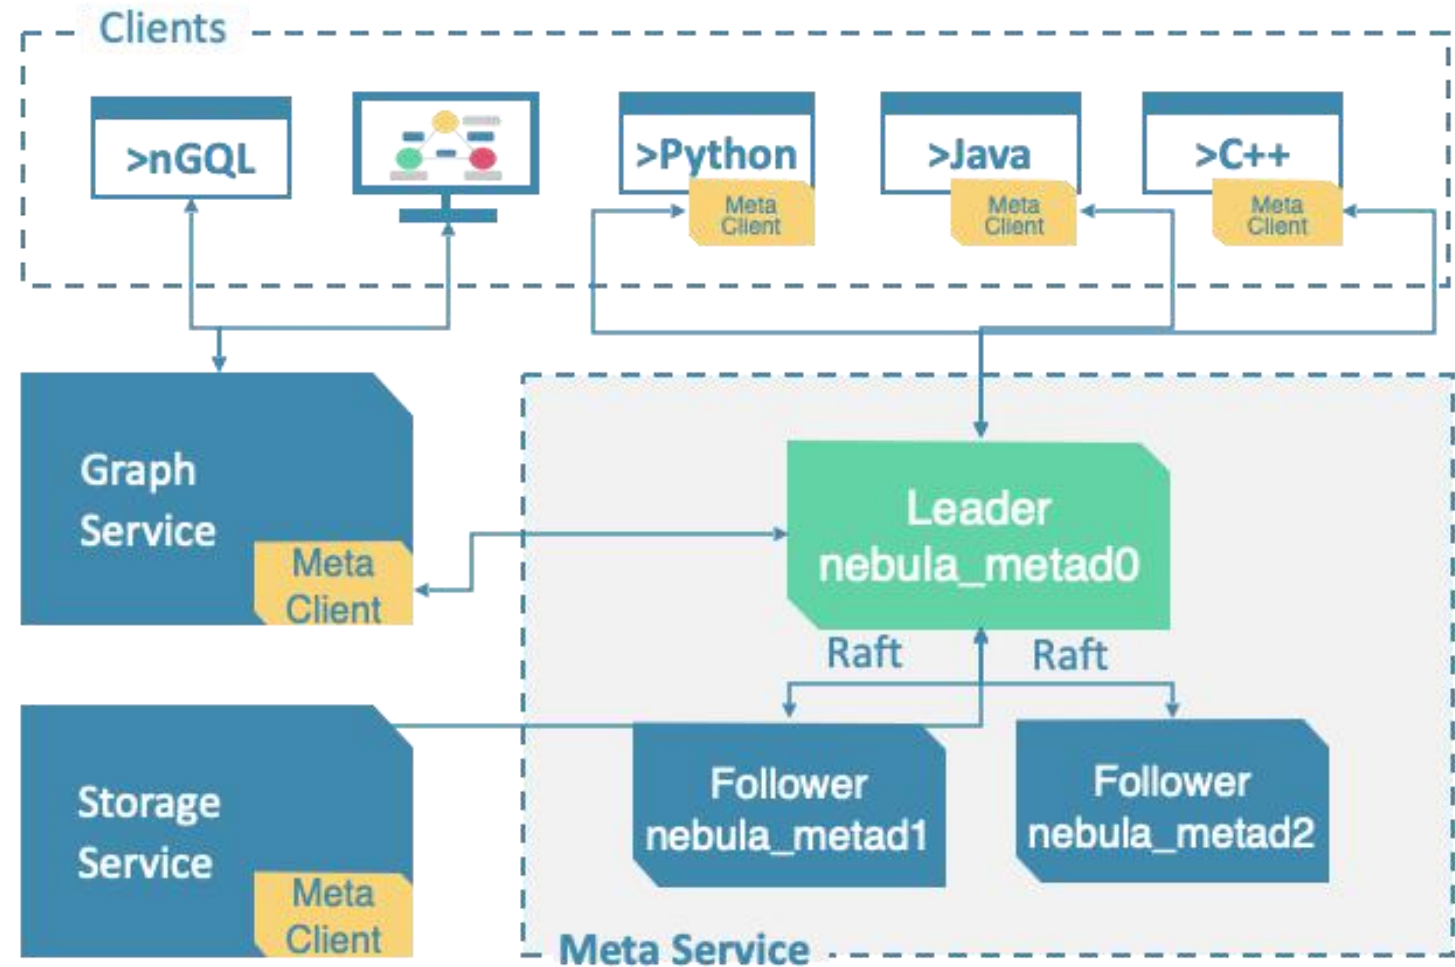 Clients
>nGQL
>Python
Meta
Client
>Java
Meta
Client
>C++
Meta
Client
Graph
Service
Meta
Client
Leader
nebula_metad0
Raft
Raft
Storage
Service
Meta
Client
Follower
nebula_metad1
Follower
nebula_metad2
Meta Service